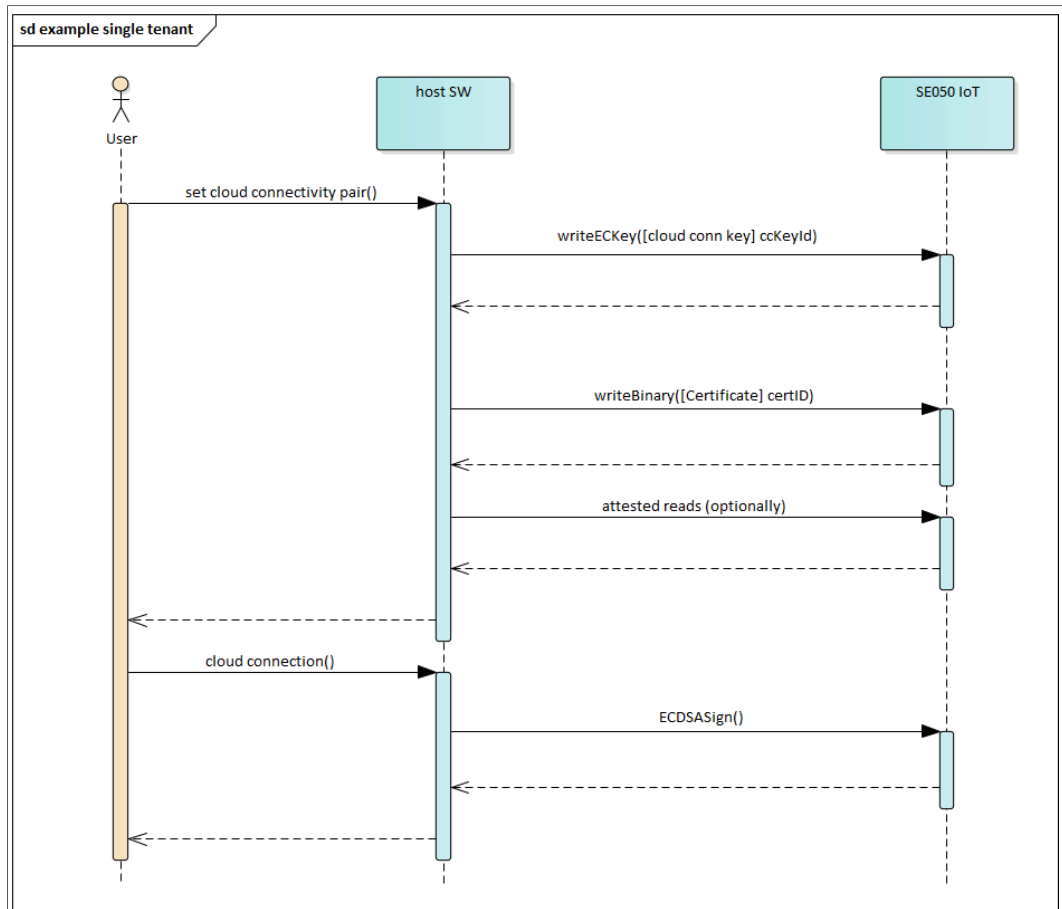 sd example single tenant
host SW
SE050 IoT
User
set cloud connectivity pair()
writeECKey([cloud conn key] ccKeyId)
writeBinary([Certificate] certID)
attested reads (optionally)
cloud connection()
ECDSASign()